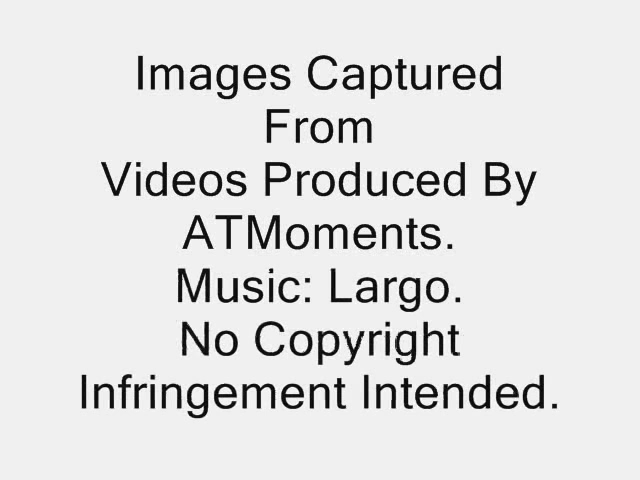 Images Captured
From
Videos Produced By
ATMoments.
Music: Largo.
No Copyright
Infringement Intended.